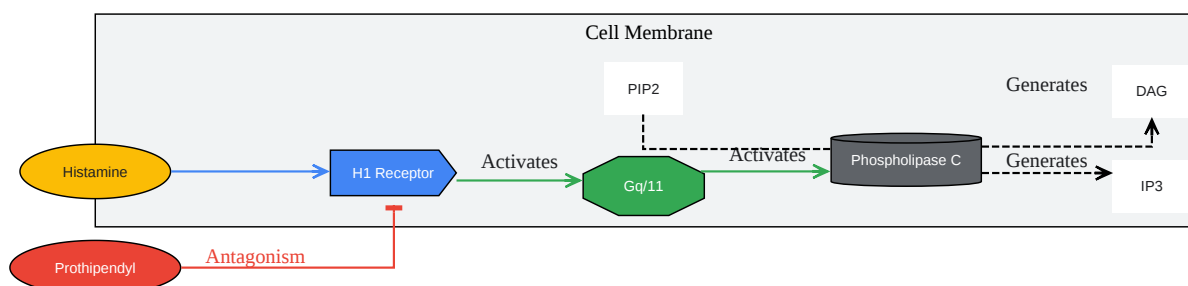 Cell Membrane
PIP2
Generates
DAG
Histamine
H1 Receptor
Activates
Gq/11
Activates
Phospholipase C
Generates
IP3
Prothipendyl
Antagonism